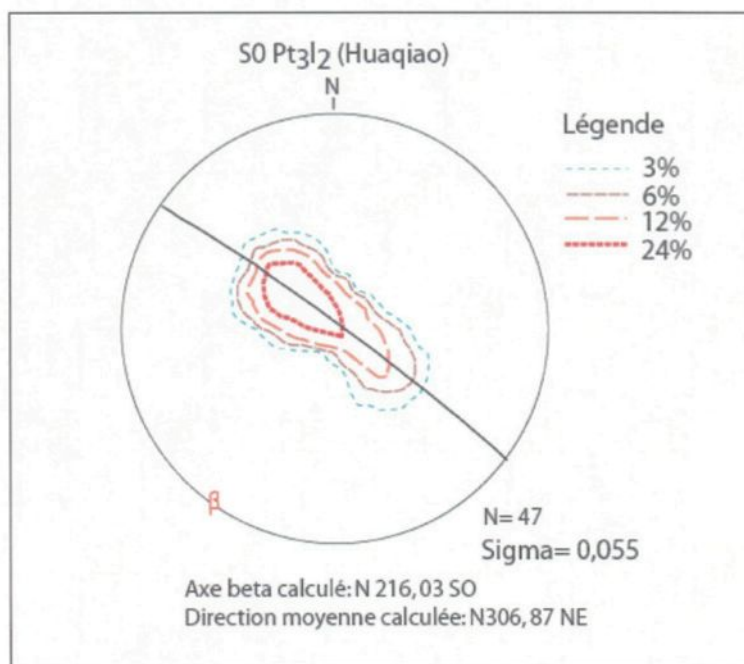 S0 Pt3l2 (Huaqiao)
N
Légende
3%
6%
12%
24%
β
N= 47
Sigma= 0,055
Axe beta calculé: N 216,03 SO
Direction moyenne calculée: N306,87 NE